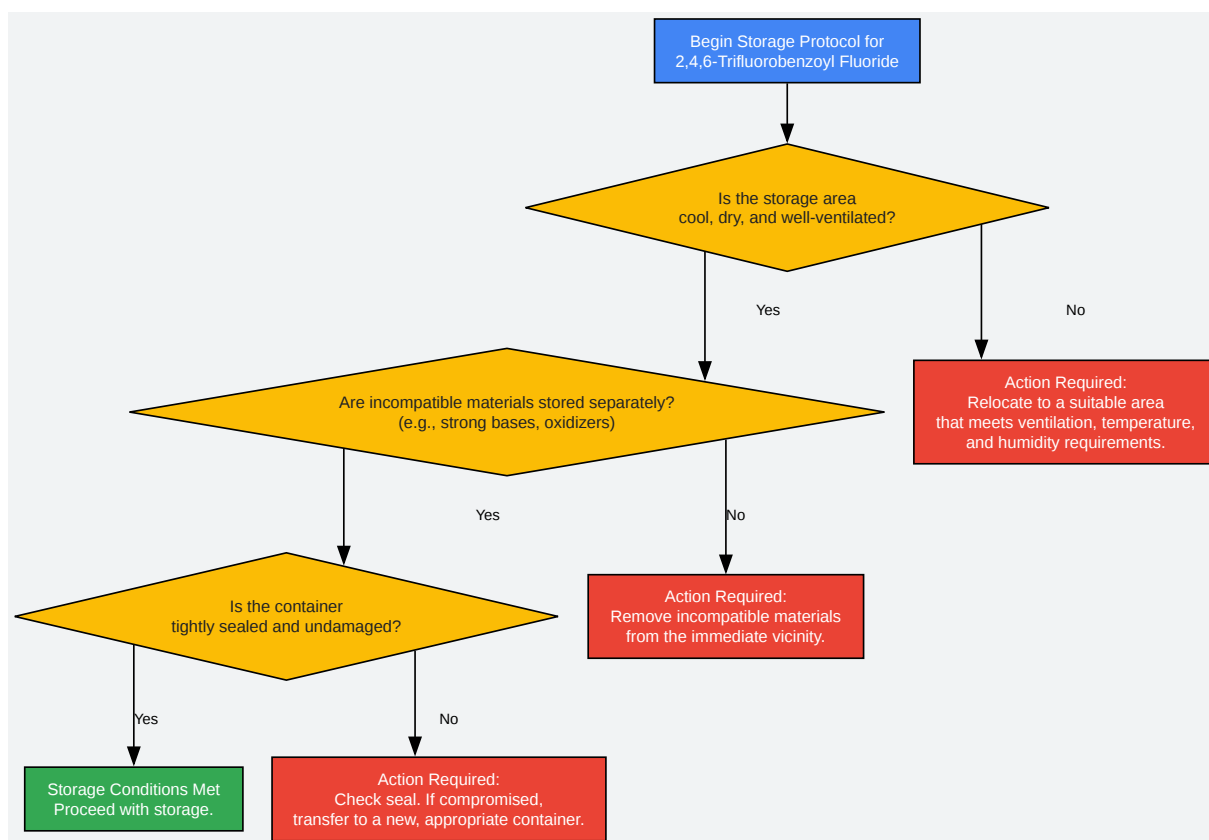 Begin Storage Protocol for
2,4,6-Trifluorobenzoyl Fluoride
Is the storage area
cool, dry, and well-ventilated?
Yes
No
Are incompatible materials stored separately?
(e.g., strong bases, oxidizers)
Action Required:
Relocate to a suitable area
that meets ventilation, temperature,
and humidity requirements.
Yes
No
Is the container
tightly sealed and undamaged?
Action Required:
Remove incompatible materials
from the immediate vicinity.
Yes
No
Storage Conditions Met
Proceed with storage.
Action Required:
Check seal. If compromised,
transfer to a new, appropriate container.